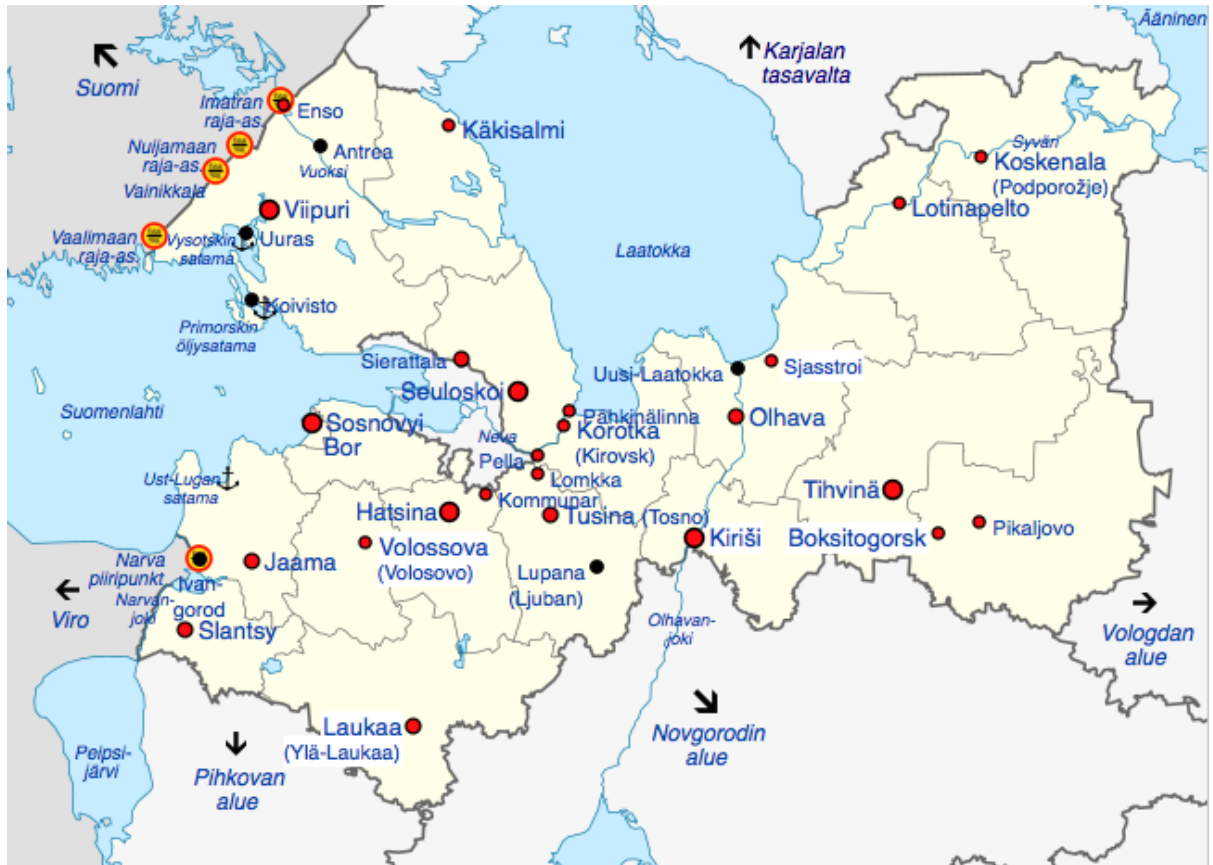 Ääninen
Karjalan
tasavalta
Suomi
Imatran
raja-as.
Enso
Käkisalmi
Nuijamaan
raja-as.
Antrea
Vuoksi
Syväri
Koskenala
(Podporožje)
Vainikkala
Viipuri
Lotinapelto
Vaalimaan
raja-as.
Vysotskin
satama
Uuras
Laatokka
Koivisto
Primorskin
öljysatama
Sierattala
Uusi-Laatokka
Sjasstroi
Seuloskoi
Suomenlahti
Sosnovyi
Bor
Pähkinälinna
Olhava
Neva
Korotka
(Kirovsk)
Pella
Lomkka
Ust-Lugan
satama
Kommunar
Tihvinä
Hatsina
Tusina (Tosno)
Pikaljovo
Kiriši
Boksitogorsk
Volossova
(Volosovo)
Narva
piiripunkt
Jaama
Lupana
(Ljuban)
Ivan-
gorod
Narvan-
joki
Viro
Slantsy
Olhavan-
joki
Vologdan
alue
Laukaa
(Ylä-Laukaa)
Novgorodin
alue
Peipsi-
järvi
Pihkovan
alue